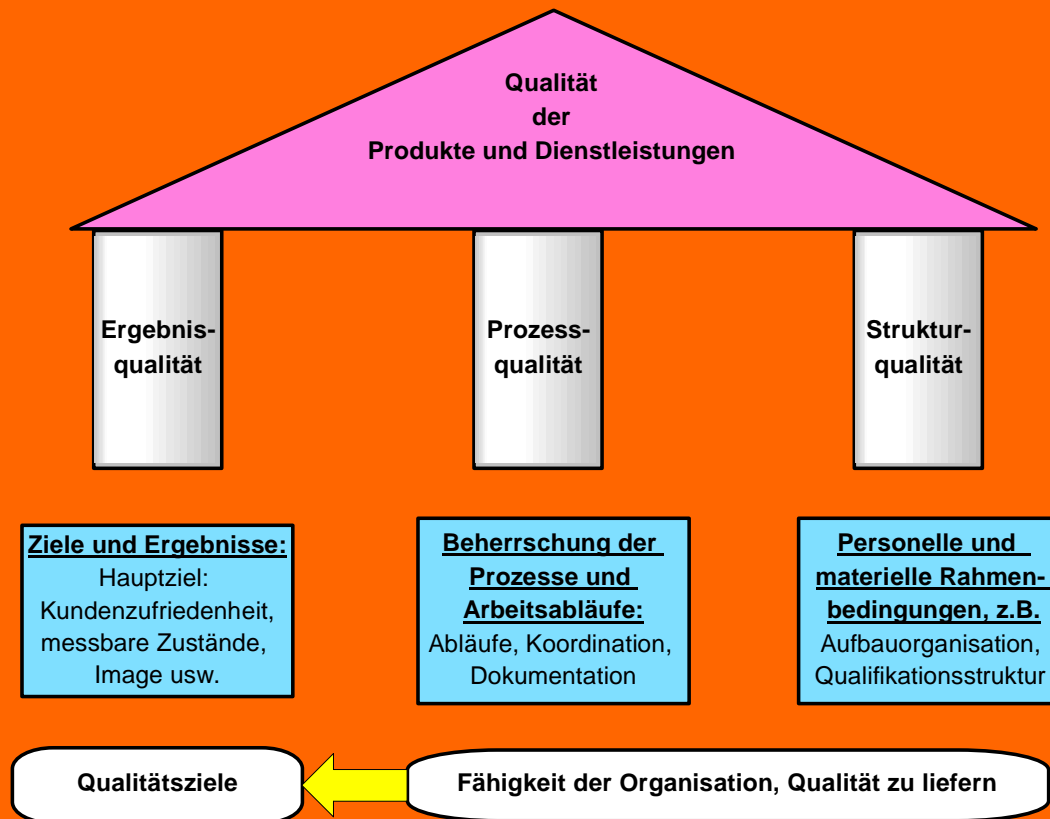 Qualität
der
Produkte und Dienstleistungen
Ergebnis-
qualität
Prozess-
qualität
Struktur-
qualität
Ziele und Ergebnisse:
Hauptziel:
Kundenzufriedenheit,
messbare Zustände,
Image usw.
Beherrschung der
Prozesse und
Arbeitsabläufe:
Abläufe, Koordination,
Dokumentation
Personelle und
materielle Rahmen-
bedingungen, z.B.
Aufbauorganisation,
Qualifikationsstruktur
Qualitätsziele
Fähigkeit der Organisation, Qualität zu liefern